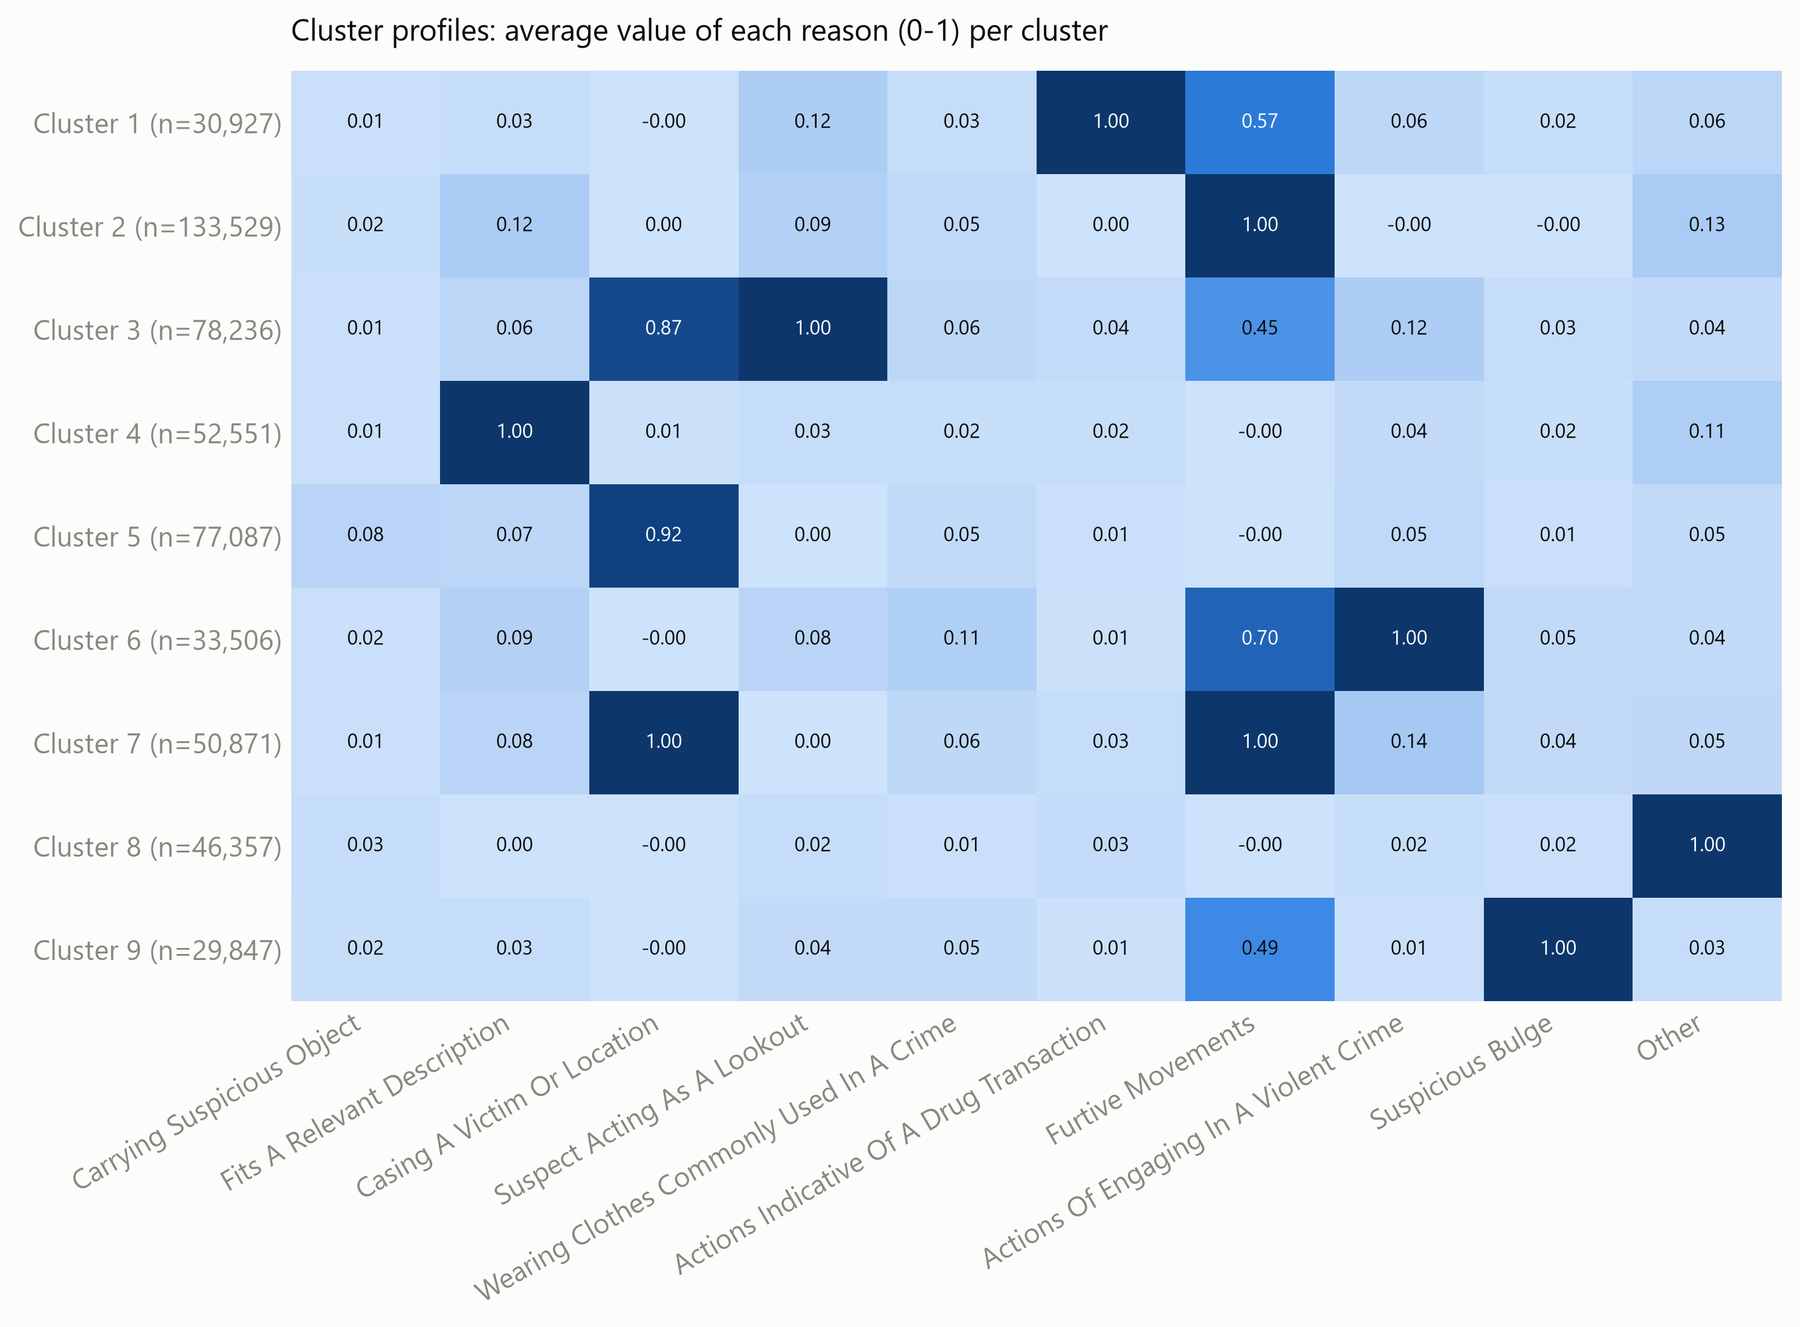 Cluster profiles: average value of each reason (0-1) per cluster
Cluster 1 (n=30,927) 0.01 0.03 -0.00 0.12 0.03 1.00 0.57 0.06 0.02 0.06
Cluster 2 (n=133,529) 0.02 0.12 0.00 0.09 0.05 0.00 1.00 -0.00 -0.00 0.13
Cluster 3 (n=78,236) 0.01 0.06 0.87 1.00 0.06 0.04 0.45 0.12 0.03 0.04
Cluster 4 (n=52,551) 0.01 1.00 0.01 0.03 0.02 0.02 -0.00 0.04 0.02 0.11
Cluster 5 (n=77,087) 0.08 0.07 0.92 0.00 0.05 0.01 -0.00 0.05 0.01 0.05
Cluster 6 (n=33,506) 0.02 0.09 -0.00 0.08 0.11 0.01 0.70 1.00 0.05 0.04
Cluster 7 (n=50,871) 0.01 0.08 1.00 0.00 0.06 0.03 1.00 0.14 0.04 0.05
Cluster 8 (n=46,357) 0.03 0.00 -0.00 0.02 0.01 0.03 -0.00 0.02 0.02 1.00
Cluster 9 (n=29,847) 0.02 0.03 -0.00 0.04 0.05 0.01 0.49 0.01 1.00 0.03
Carrying Suspicious Object
Fits A Relevant Description
Casing A Victim Or Location
Suspect Acting As A Lookout
Wearing Clothes Commonly Used In A Crime
Actions Indicative Of A Drug Transaction
Furtive Movements
Actions Of Engaging In A Violent Crime
Suspicious Bulge
Other